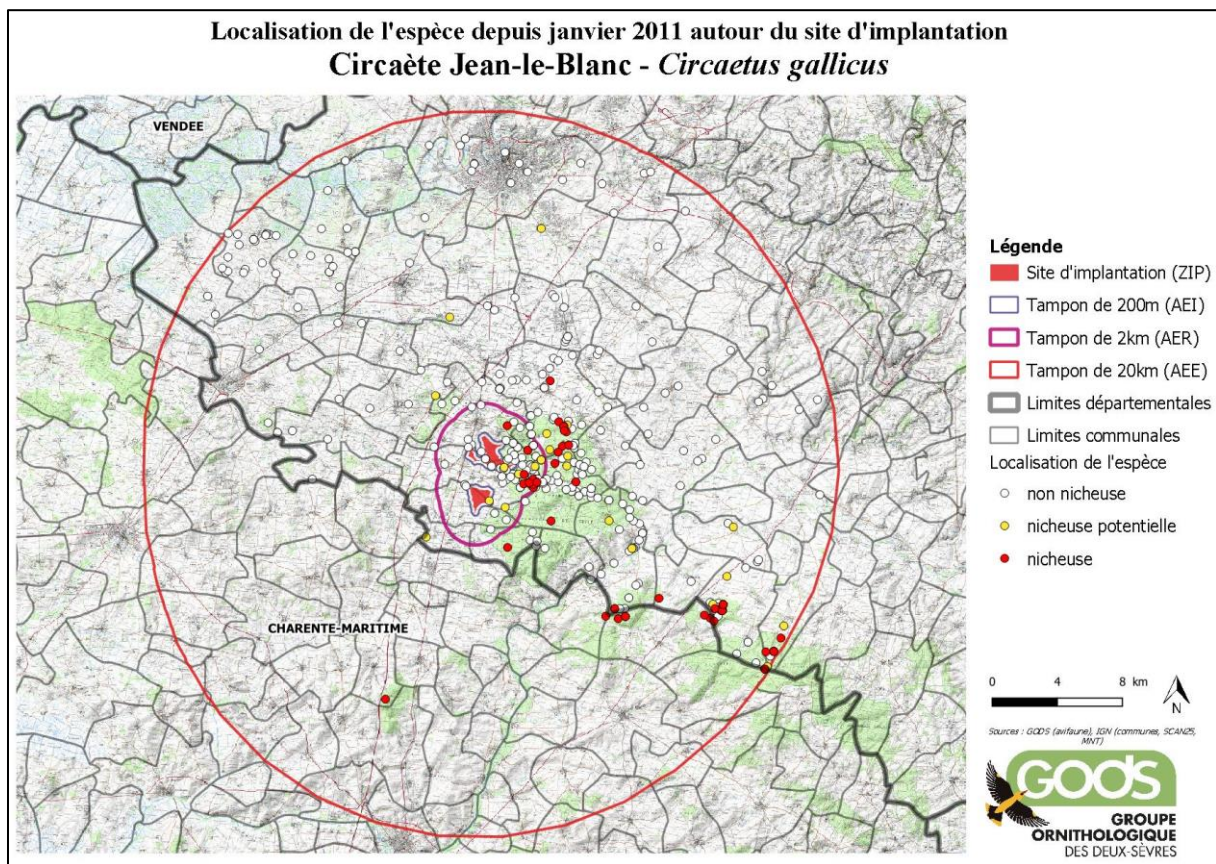 Localisation de l'espèce depuis janvier 2011 autour du site d'implantation
Circaète Jean-le-Blanc - Circaetus gallicus
VENDEE
CHARENTE-MARITIME
Légende
Site d'implantation (ZIP)
Tampon de 200m (AEI)
Tampon de 2km (AER)
Tampon de 20km (AEE)
Limites départementales
Limites communales
Localisation de l'espèce
non nicheuse
nicheuse potentielle
nicheuse
0 4 8 km
N
Sources : GODS (avifaune), IGN (communes, SCAN25,
MNT)
GODS
GROUPE
ORNITHOLOGIQUE
DES DEUX-SÈVRES